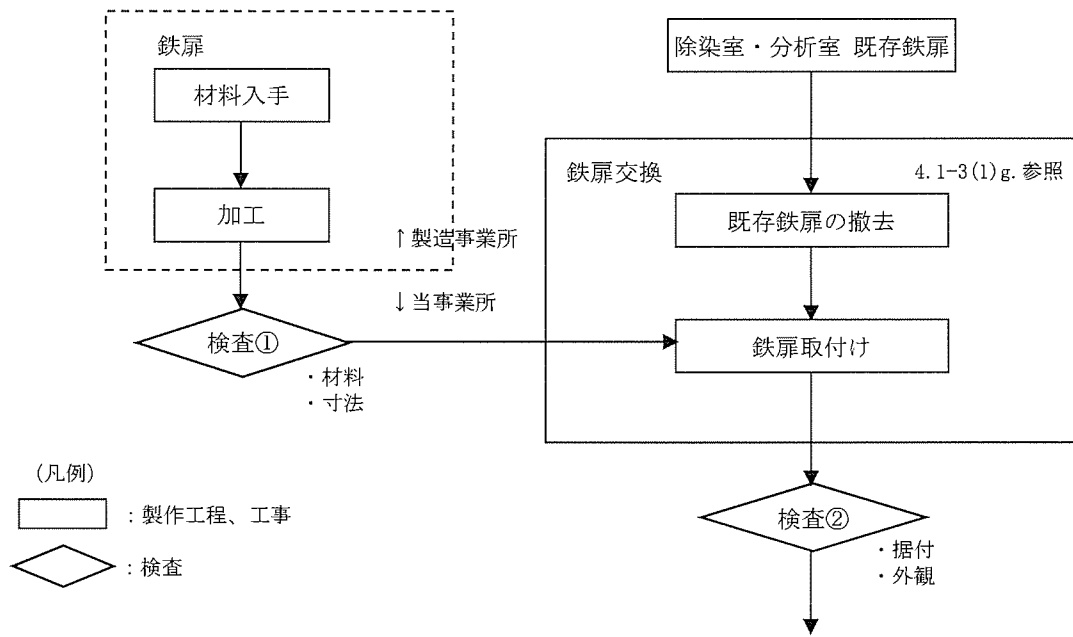 鉄扉
材料入手
加工
↑製造事業所
↓当事業所
検査①
・材料
・寸法
除染室・分析室 既存鉄扉
鉄扉交換
4.1-3(1)g.参照
既存鉄扉の撤去
鉄扉取付け
検査②
・据付
・外観
(凡例)
：製作工程、工事
：検査